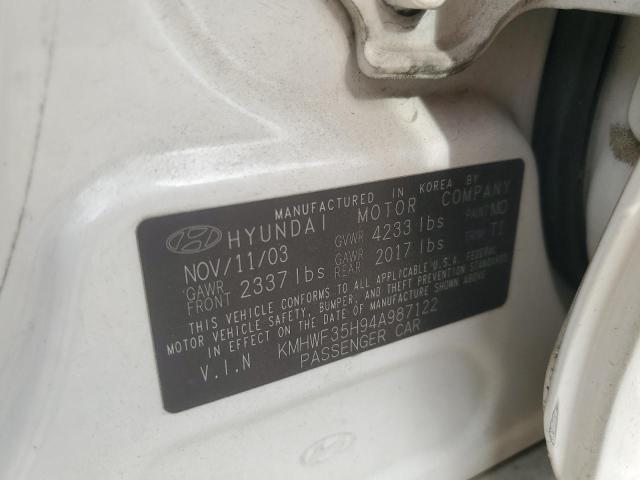 MANUFACTURED IN KOREA BY
HYUNDAI MOTOR COMPANY
NOV/11/03 GVWR 4233 lbs PAINT MO
GAWR FRONT 2337 lbs GAWR REAR 2017 lbs TRIM TI
THIS VEHICLE CONFORMS TO ALL APPLICABLE U.S.A. FEDERAL
MOTOR VEHICLE SAFETY, BUMPER, AND THEFT PREVENTION
STANDARDS IN EFFECT ON THE DATE OF MANUFACTURE SHOWN ABOVE.
V.I.N KMHWF35H94A987122
PASSENGER CAR